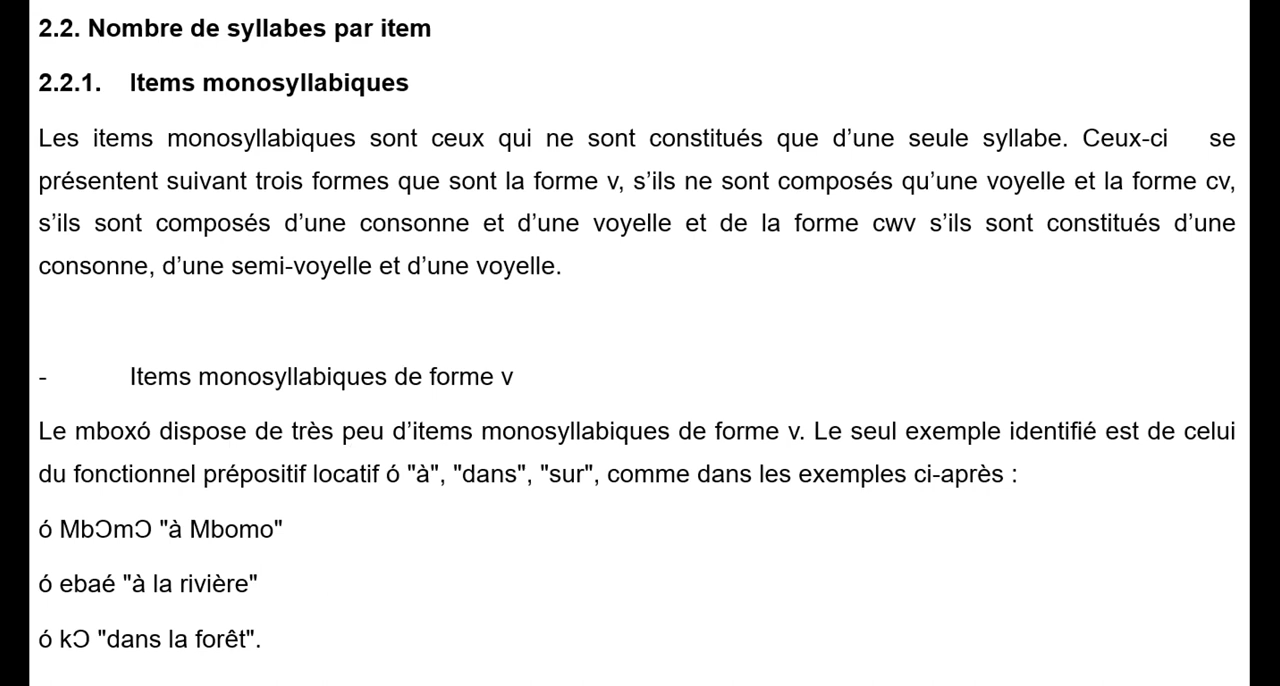 2.2. Nombre de syllabes par item
2.2.1. Items monosyllabiques
Les items monosyllabiques sont ceux qui ne sont constitués que d’une seule syllabe. Ceux-ci se
présentent suivant trois formes que sont la forme v, s’ils ne sont composés qu’une voyelle et la forme cv,
s’ils sont composés d’une consonne et d’une voyelle et de la forme cwv s’ils sont constitués d’une
consonne, d’une semi-voyelle et d’une voyelle.
- Items monosyllabiques de forme v
Le mboxó dispose de très peu d’items monosyllabiques de forme v. Le seul exemple identifié est de celui
du fonctionnel prépositif locatif ó "à", "dans", "sur", comme dans les exemples ci-après :
ó MbƆmƆ "à Mbomo"
ó ebaé "à la rivière"
ó kƆ "dans la forêt".